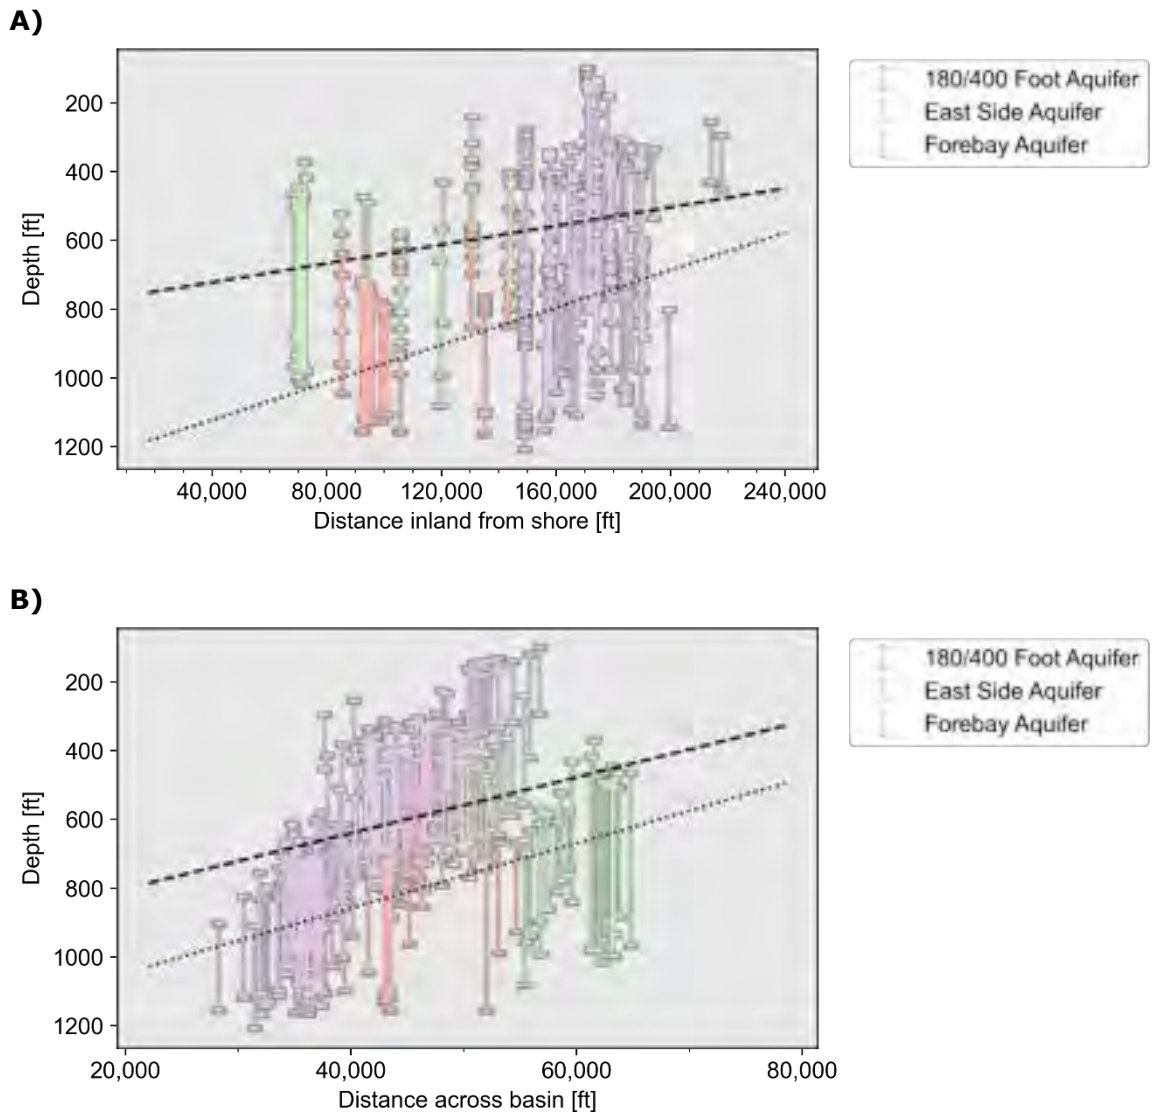 A)
200
400
600
800
1000
1200
Depth [ft]
40,000 80,000 120,000 160,000 200,000 240,000
Distance inland from shore [ft]
180/400 Foot Aquifer
East Side Aquifer
Forebay Aquifer
B)
200
400
600
800
1000
1200
Depth [ft]
20,000 40,000 60,000 80,000
Distance across basin [ft]
180/400 Foot Aquifer
East Side Aquifer
Forebay Aquifer